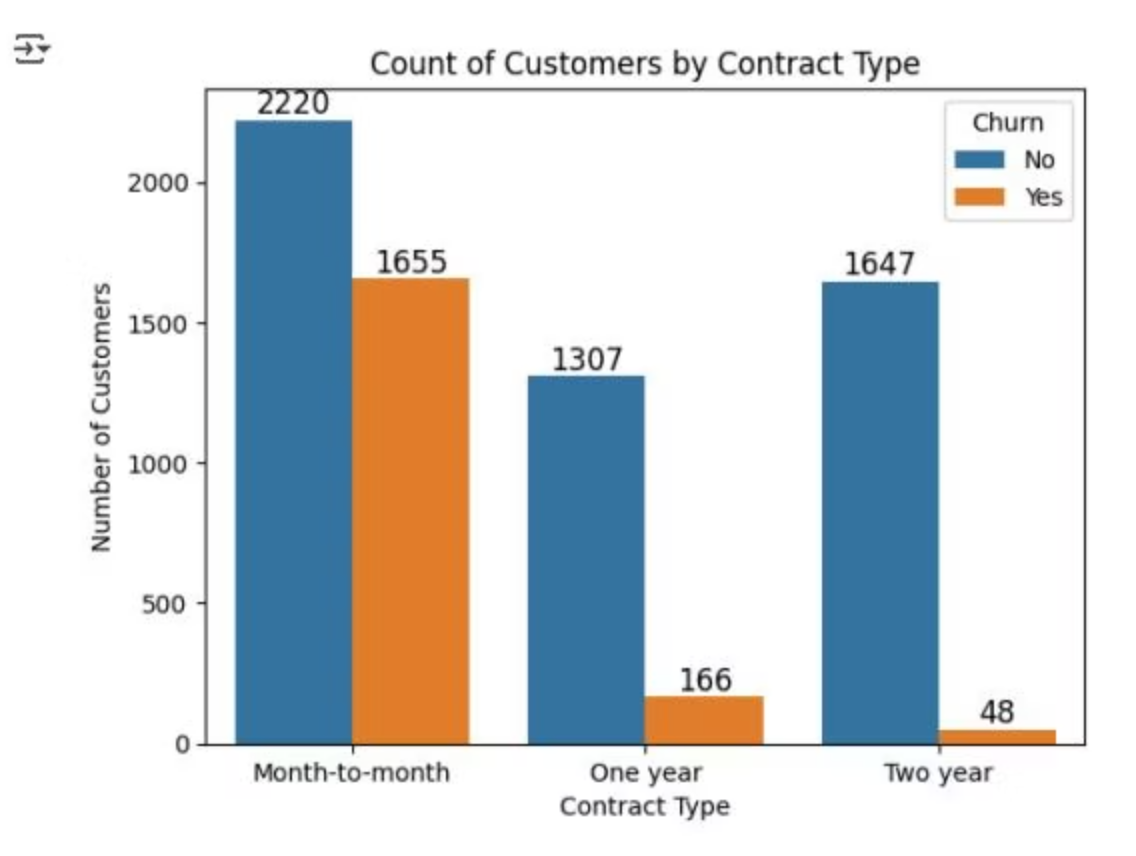 Count of Customers by Contract Type
2220
Churn
No
Yes
2000
1655
1647
1500
1307
Number of Customers
1000
500
166
48
0
Month-to-month
One year
Two year
Contract Type